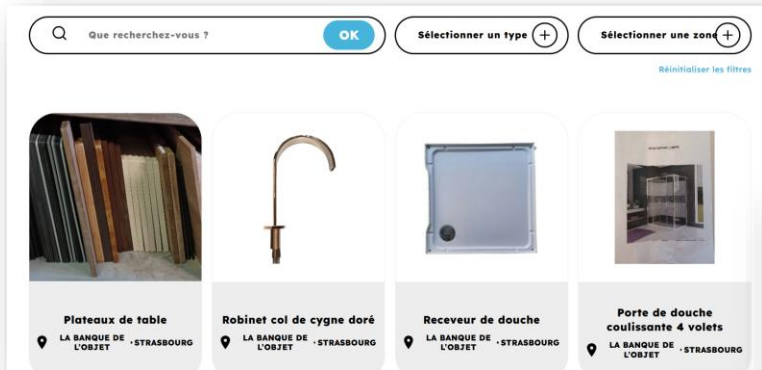 Que recherchez-vous ?
OK
Sélectionner un type
Sélectionner une zone
Réinitialiser les filtres
Plateaux de table
LA BANQUE DE
L'OBJET
· STRASBOURG
Robinet col de cygne doré
LA BANQUE DE
L'OBJET
· STRASBOURG
Receveur de douche
LA BANQUE DE
L'OBJET
· STRASBOURG
Porte de douche
coulissante 4 volets
LA BANQUE DE
L'OBJET
· STRASBOURG